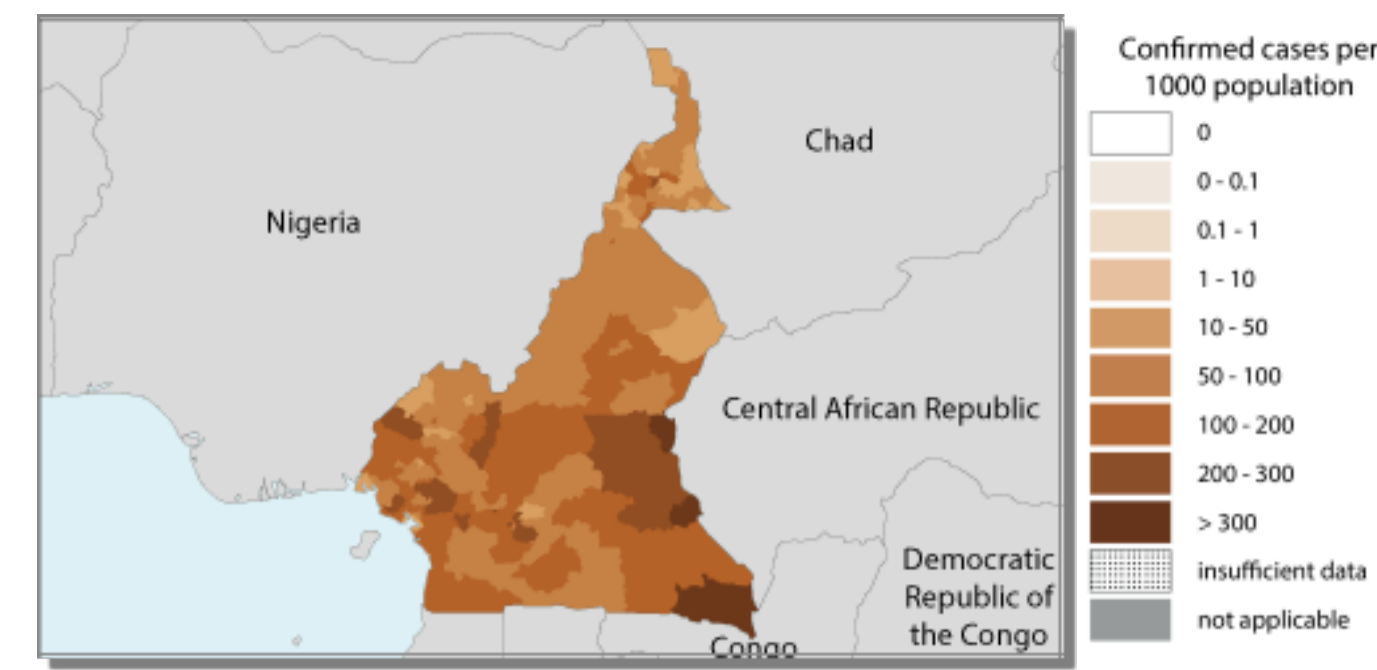 Nigeria
Chad
Central African Republic
Democratic
Republic of
the Congo
Congo
Confirmed cases per
1000 population
0
0 - 0.1
0.1 - 1
1 - 10
10 - 50
50 - 100
100 - 200
200 - 300
> 300
insufficient data
not applicable